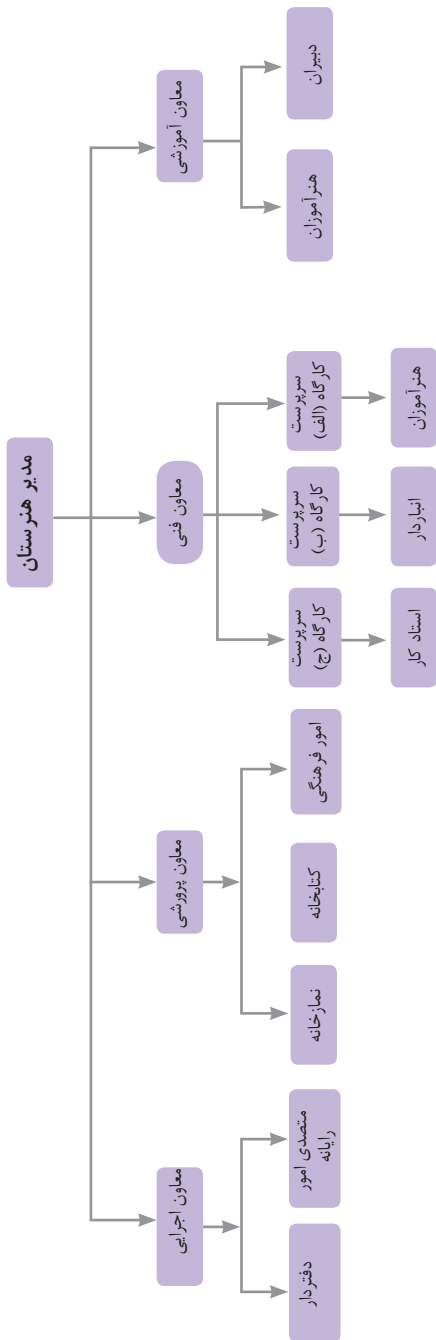 مدیر هنرستان
معاون آموزشی
معاون فنی
معاون پرورشی
معاون اجرایی
دبیران
هنرآموزان
سرپرست
کارگاه (الف)
سرپرست
کارگاه (ب)
سرپرست
کارگاه (ج)
امور فرهنگی
کتابخانه
نمازخانه
متصدی امور
رایانه
دفتردار
هنرآموزان
انباردار
استاد کار